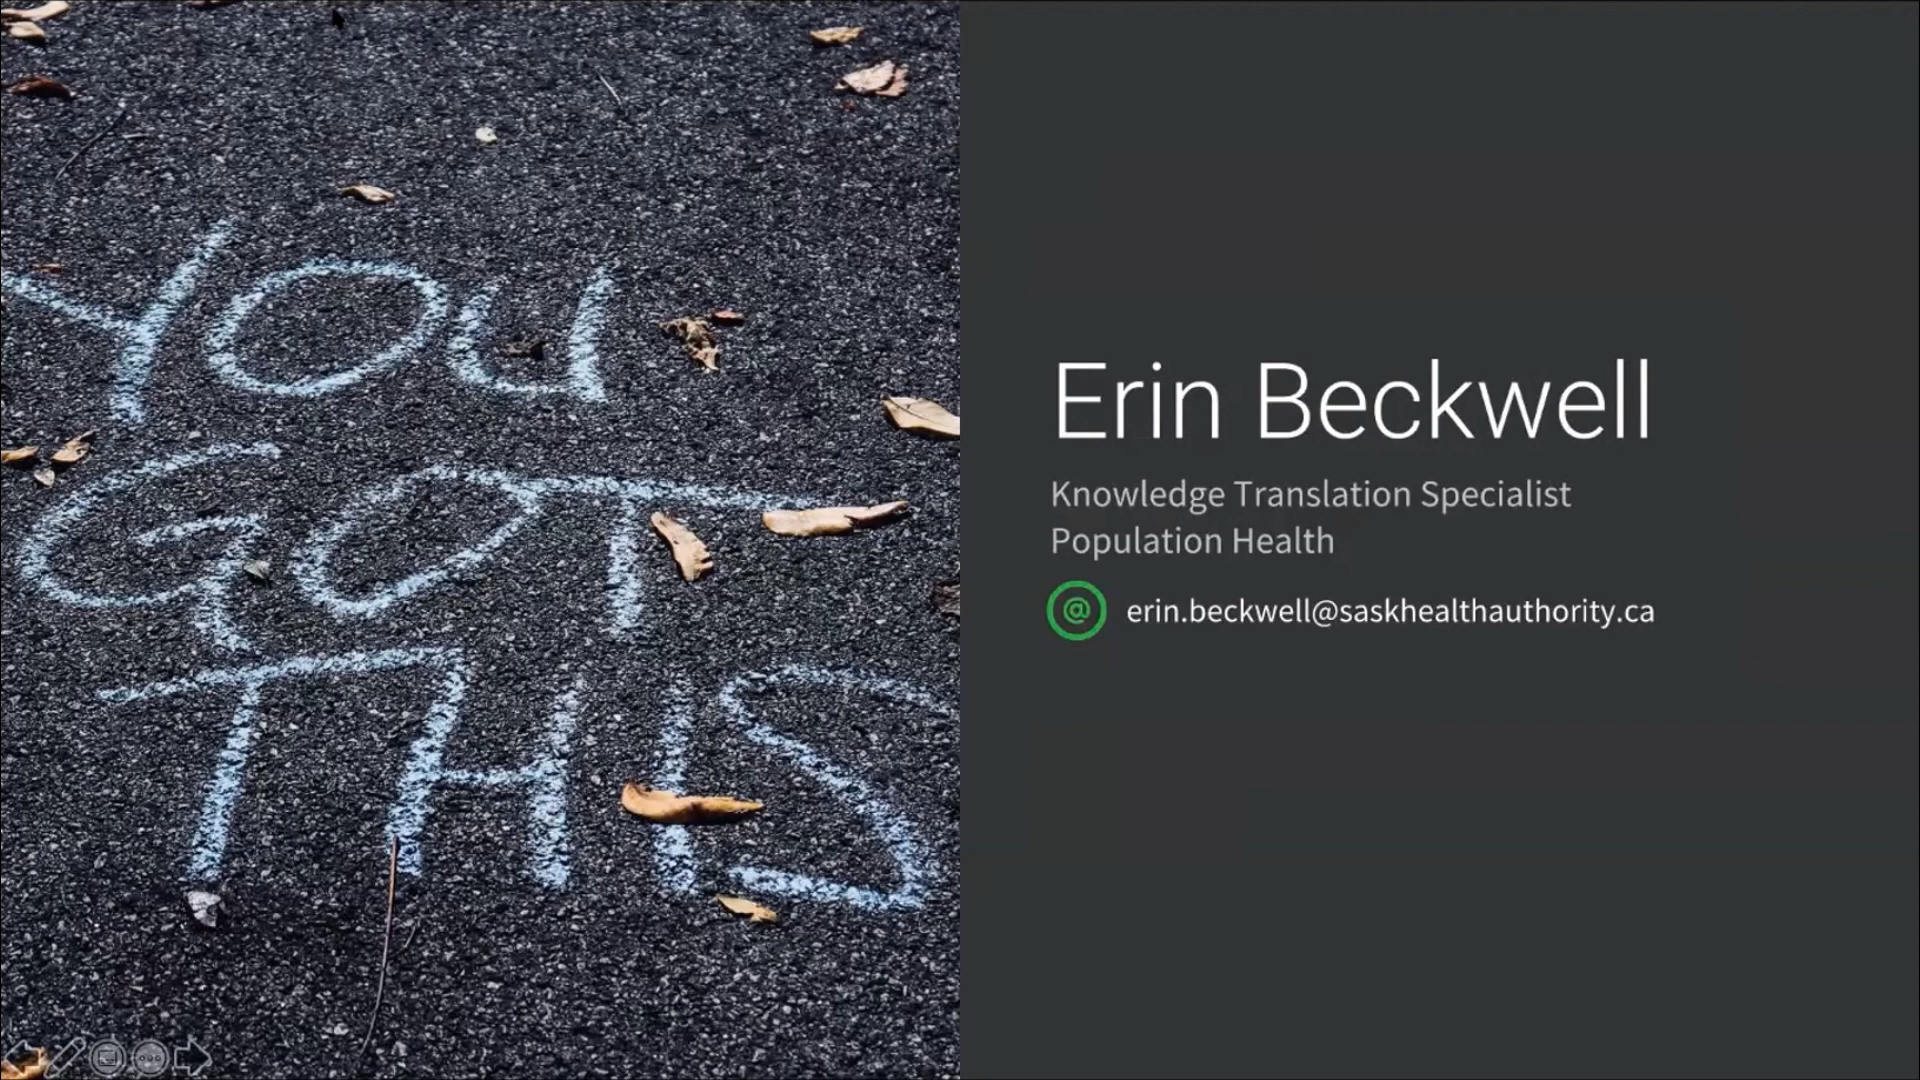 YOU
GOT
THIS
Erin Beckwell
Knowledge Translation Specialist
Population Health
@ erin.beckwell@saskhealthauthority.ca